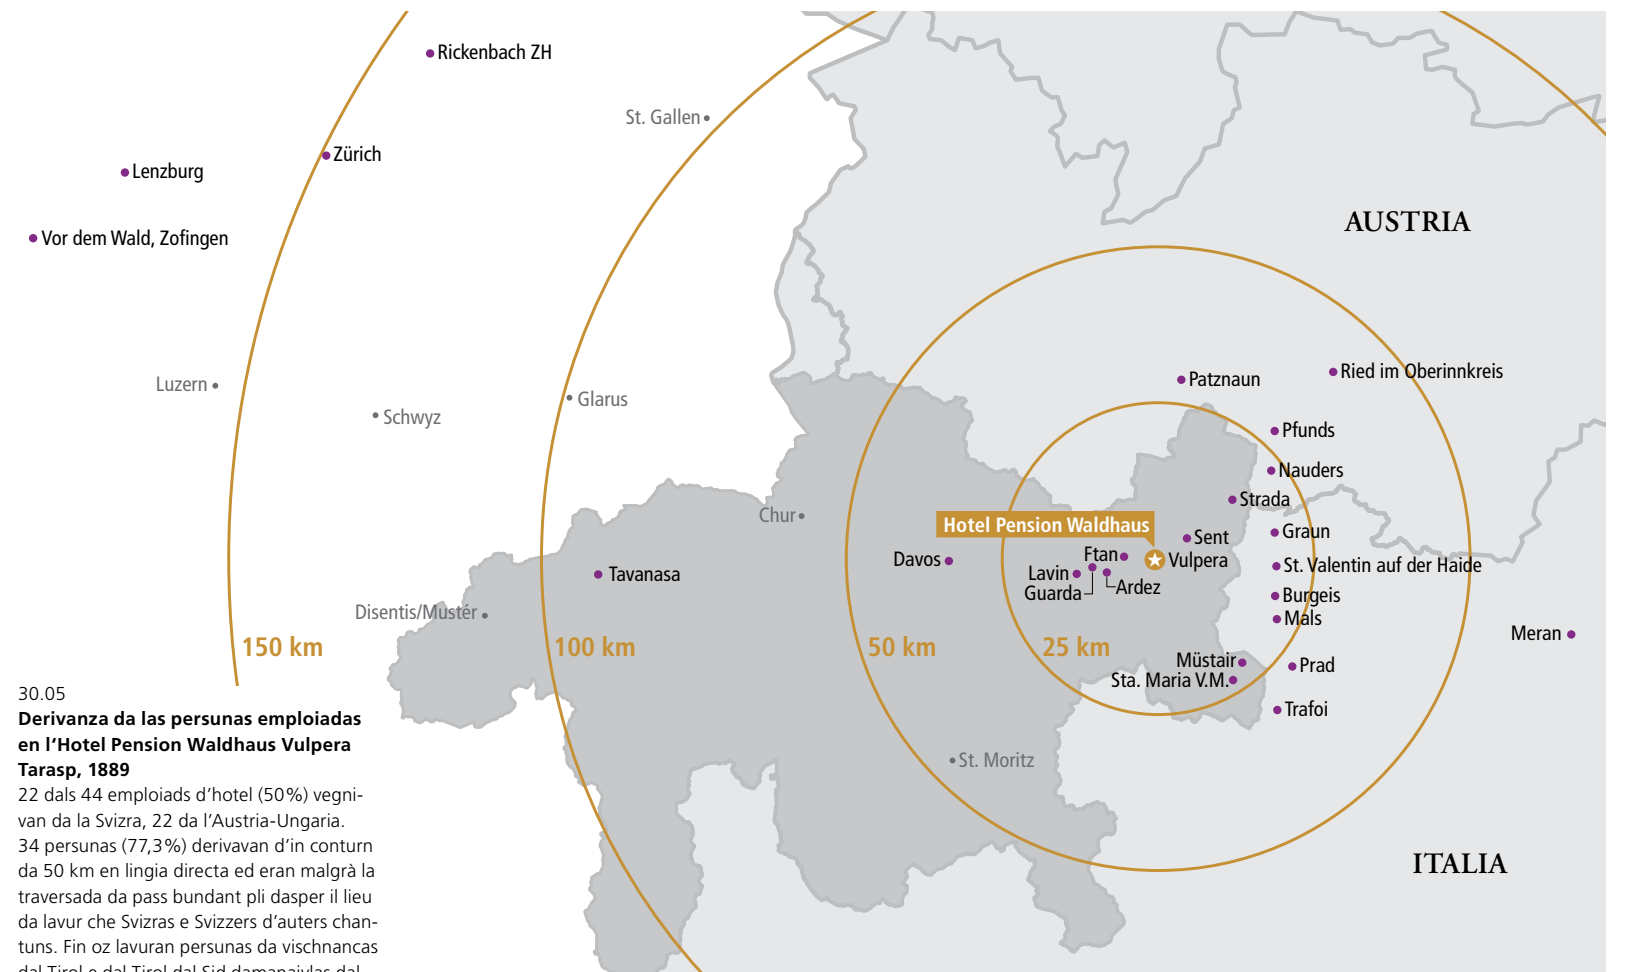 Rickenbach ZH
St. Gallen
Zürich
Lenzburg
AUSTRIA
Vor dem Wald, Zofingen
Ried im Oberinnkreis
Patznaun
Luzern
Glarus
Schwyz
Pfunds
Nauders
Strada
Chur
Hotel Pension Waldhaus
Graun
Sent
Ftan
Davos
Vulpera
St. Valentin auf der Haide
Lavin
Tavanasa
Ardez
Guarda
Burgeis
Disentis/Mustér
Mals
Meran
150 km
100 km
50 km
25 km
Müstair
Prad
Sta. Maria V.M.
Trafoi
St. Moritz
ITALIA
30.05
Derivanza da las persunas emploiadas
en l’Hotel Pension Waldhaus Vulpera
Tarasp, 1889
22 dals 44 emploiads d’hotel (50%) vegni-
van da la Svizra, 22 da l’Austria-Ungaria.
34 persunas (77,3%) derivavan d’in conturn
da 50 km en lingia directa ed eran malgrà la
traversada da pass bundant pli dasper il lieu
da lavur che Svizras e Svizzers d’auters chan-
tuns. Fin oz lavuran persunas da vischnancas